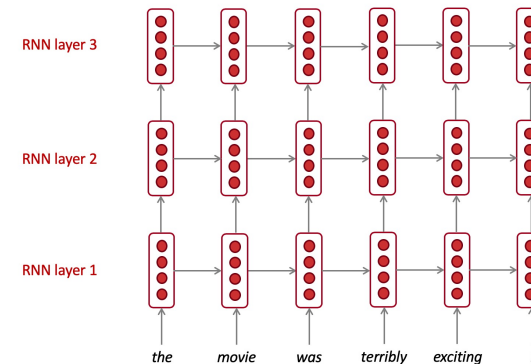 RNN layer 3
RNN layer 2
RNN layer 1
the movie was terribly exciting